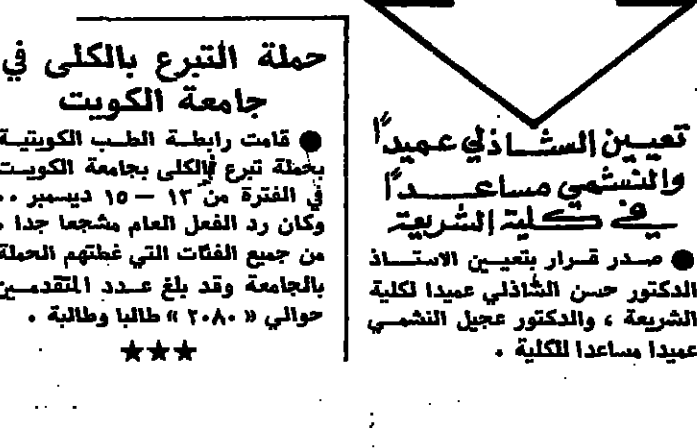 تعيين الشاذلي عميداً
والنشمي مساعداً
في كلية الشريعة
● صدر قرار بتعيين الاستاذ
الدكتور حسن الشاذلي عميدا لكلية
الشريعة ، والدكتور عجيل النشمي
عميدا مساعدا للكلية .
حملة التبرع بالكلى في
جامعة الكويت
● قامت رابطة الطب الكويتية
بحملة تبرع بالكلى بجامعة الكويت
في الفترة من ١٣ — ١٥ ديسمبر ..
وكان رد الفعل العام مشجعا جدا
من جميع الفئات التي غطتهم الحملة
بالجامعة وقد بلغ عدد المتقدمين
حوالي « ٢٠٨٠ » طالبا وطالبة .
★★★